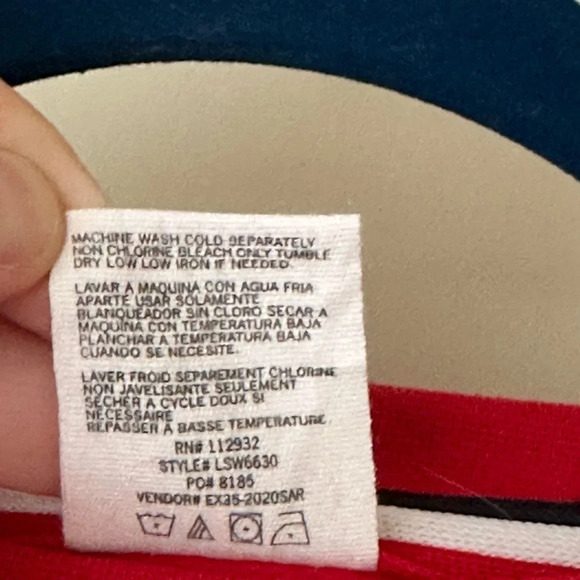 MACHINE WASH COLD SEPARATELY
NON CHLORINE BLEACH ONLY TUMBLE
DRY LOW LOW IRON IF NEEDED.
LAVAR A MAQUINA CON AGUA FRIA
APARTE USAR SOLAMENTE
BLANQUEADOR SIN CLORO SECAR A
MAQUINA CON TEMPERATURA BAJA
PLANCHAR A TEMPERATURA BAJA
CUANDO SE NECESITE.
LAVER FROID SEPAREMENT CHLORINE
NON JAVELISANTE SEULEMENT
SECHER A CYCLE DOUX SI
NECESSAIRE
REPASSER A BASSE TEMPERATURE.
RN# 112932
STYLE# LSW6630
PO# 8185
VENDOR# EX35-2020SAR